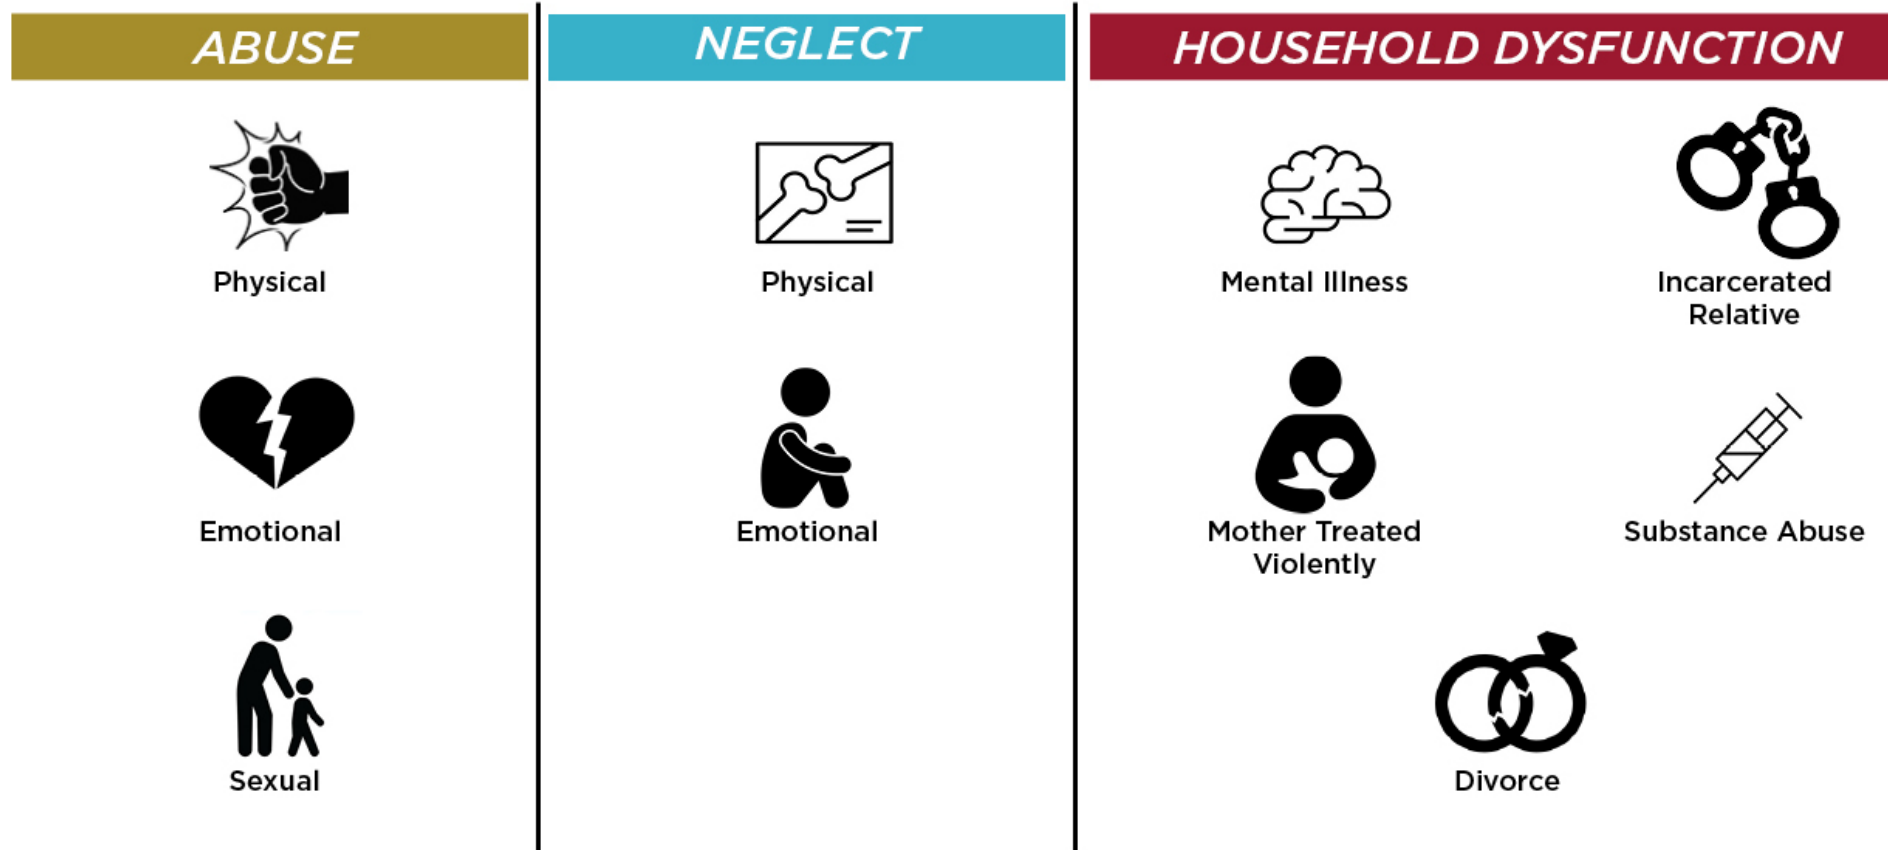 ABUSE
Physical
Emotional
Sexual
NEGLECT
Physical
Emotional
HOUSEHOLD DYSFUNCTION
Mental Illness
Incarcerated
Relative
Mother Treated
Violently
Substance Abuse
Divorce